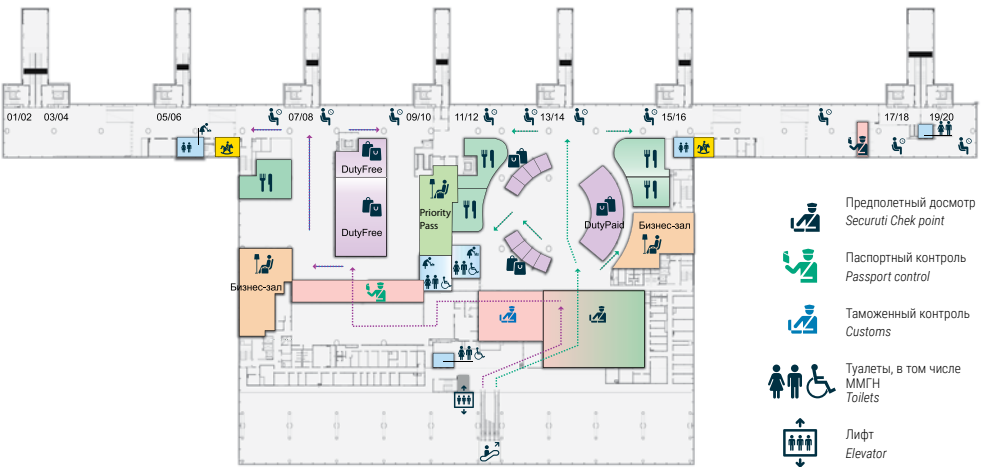 01/02 03/04 05/06 07/08 09/10 11/12 13/14 15/16 17/18 19/20
DutyFree
DutyFree
Priority
Pass
DutyPaid
Бизнес-зал
Бизнес-зал
Предполетный досмотр
Securuti Chek point
Паспортный контроль
Passport control
Таможенный контроль
Customs
Туалеты, в том числе
ММГН
Toilets
Лифт
Elevator